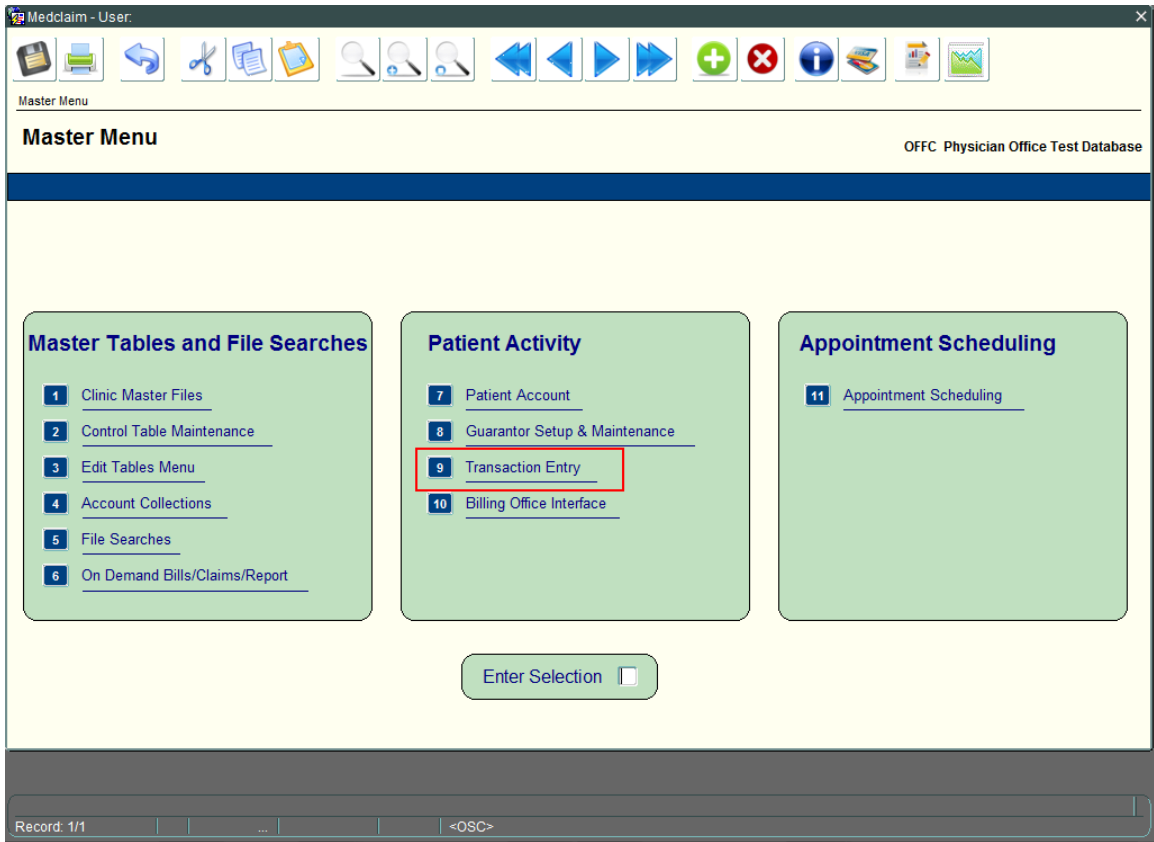 Medclaim - User:
Master Menu
Master Menu
OFFC Physician Office Test Database
Master Tables and File Searches
1 Clinic Master Files
2 Control Table Maintenance
3 Edit Tables Menu
4 Account Collections
5 File Searches
6 On Demand Bills/Claims/Report
Patient Activity
7 Patient Account
8 Guarantor Setup & Maintenance
9 Transaction Entry
10 Billing Office Interface
Appointment Scheduling
11 Appointment Scheduling
Enter Selection
Record: 1/1 ... <OSC>